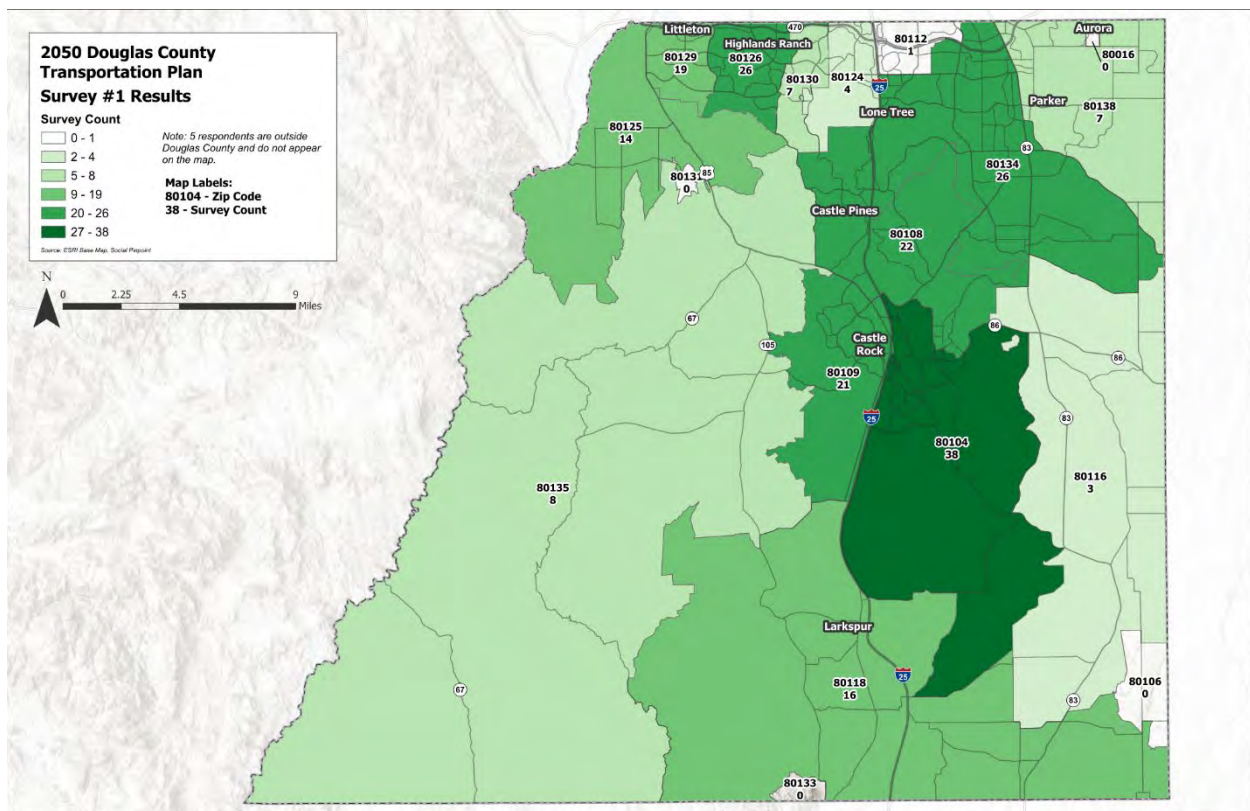 2050 Douglas County
Transportation Plan
Survey #1 Results
Survey Count
0 - 1
2 - 4
5 - 8
9 - 19
20 - 26
27 - 38
Note: 5 respondents are outside
Douglas County and do not appear
on the map.
Map Labels:
80104 - Zip Code
38 - Survey Count
Source: ESRI Base Map, Social Pinpoint
N
0 2.25 4.5 9
Miles
Littleton
470
Highlands Ranch
80112
1
Aurora
80016
0
80129
19
80126
26
80130
7
80124
4
25
Lone Tree
Parker
80138
7
80125
14
83
80134
26
80131
0
85
Castle Pines
80108
22
67
105
Castle
Rock
86
86
80109
21
25
83
80104
38
80116
3
80135
8
Larkspur
25
80118
16
80106
0
67
83
80133
0